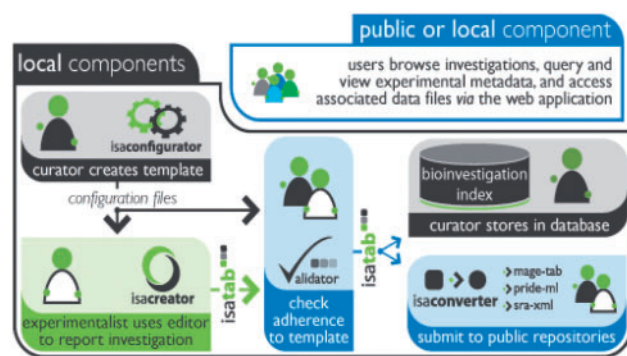 public or local component
users browse investigations, query and
view experimental metadata, and access
associated data files via the web application
local components
isaconfigurator
curator creates template
configuration files
isacreator
experimentalist uses editor
to report investigation
isatab
validator
check
adherence
to template
isatab
bioinvestigation
index
curator stores in database
isaconverter
mage-tab
pride-ml
sra-xml
submit to public repositories